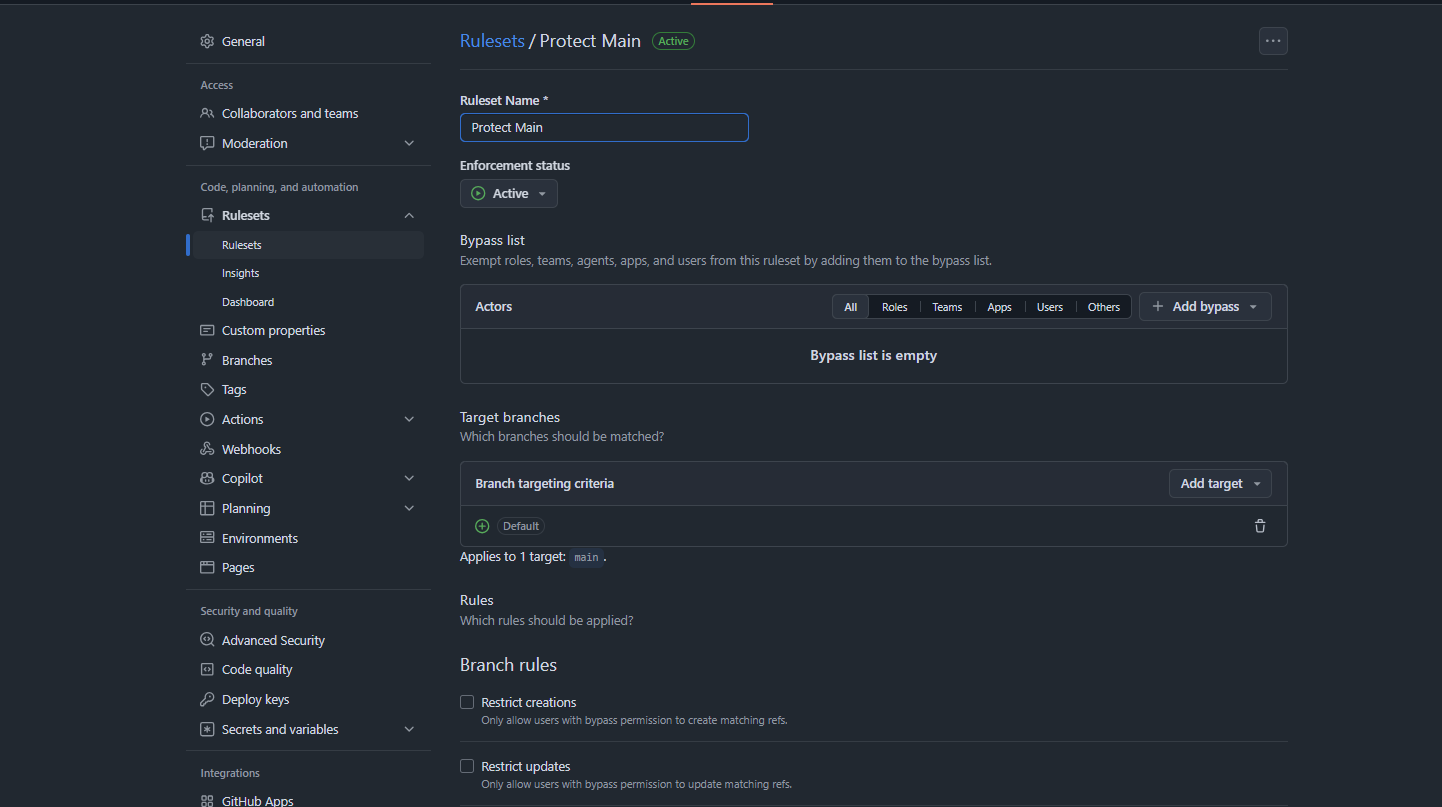 General
Access
Collaborators and teams
Moderation
Code, planning, and automation
Rulesets
Rulesets
Insights
Dashboard
Custom properties
Branches
Tags
Actions
Webhooks
Copilot
Planning
Environments
Pages
Security and quality
Advanced Security
Code quality
Deploy keys
Secrets and variables
Integrations
GitHub Apps
Rulesets / Protect Main Active
Ruleset Name *
Protect Main
Enforcement status
Active
Bypass list
Exempt roles, teams, agents, apps, and users from this ruleset by adding them to the bypass list.
Actors All Roles Teams Apps Users Others Add bypass
Bypass list is empty
Target branches
Which branches should be matched?
Branch targeting criteria Add target
Default
Applies to 1 target: main .
Rules
Which rules should be applied?
Branch rules
Restrict creations
Only allow users with bypass permission to create matching refs.
Restrict updates
Only allow users with bypass permission to update matching refs.